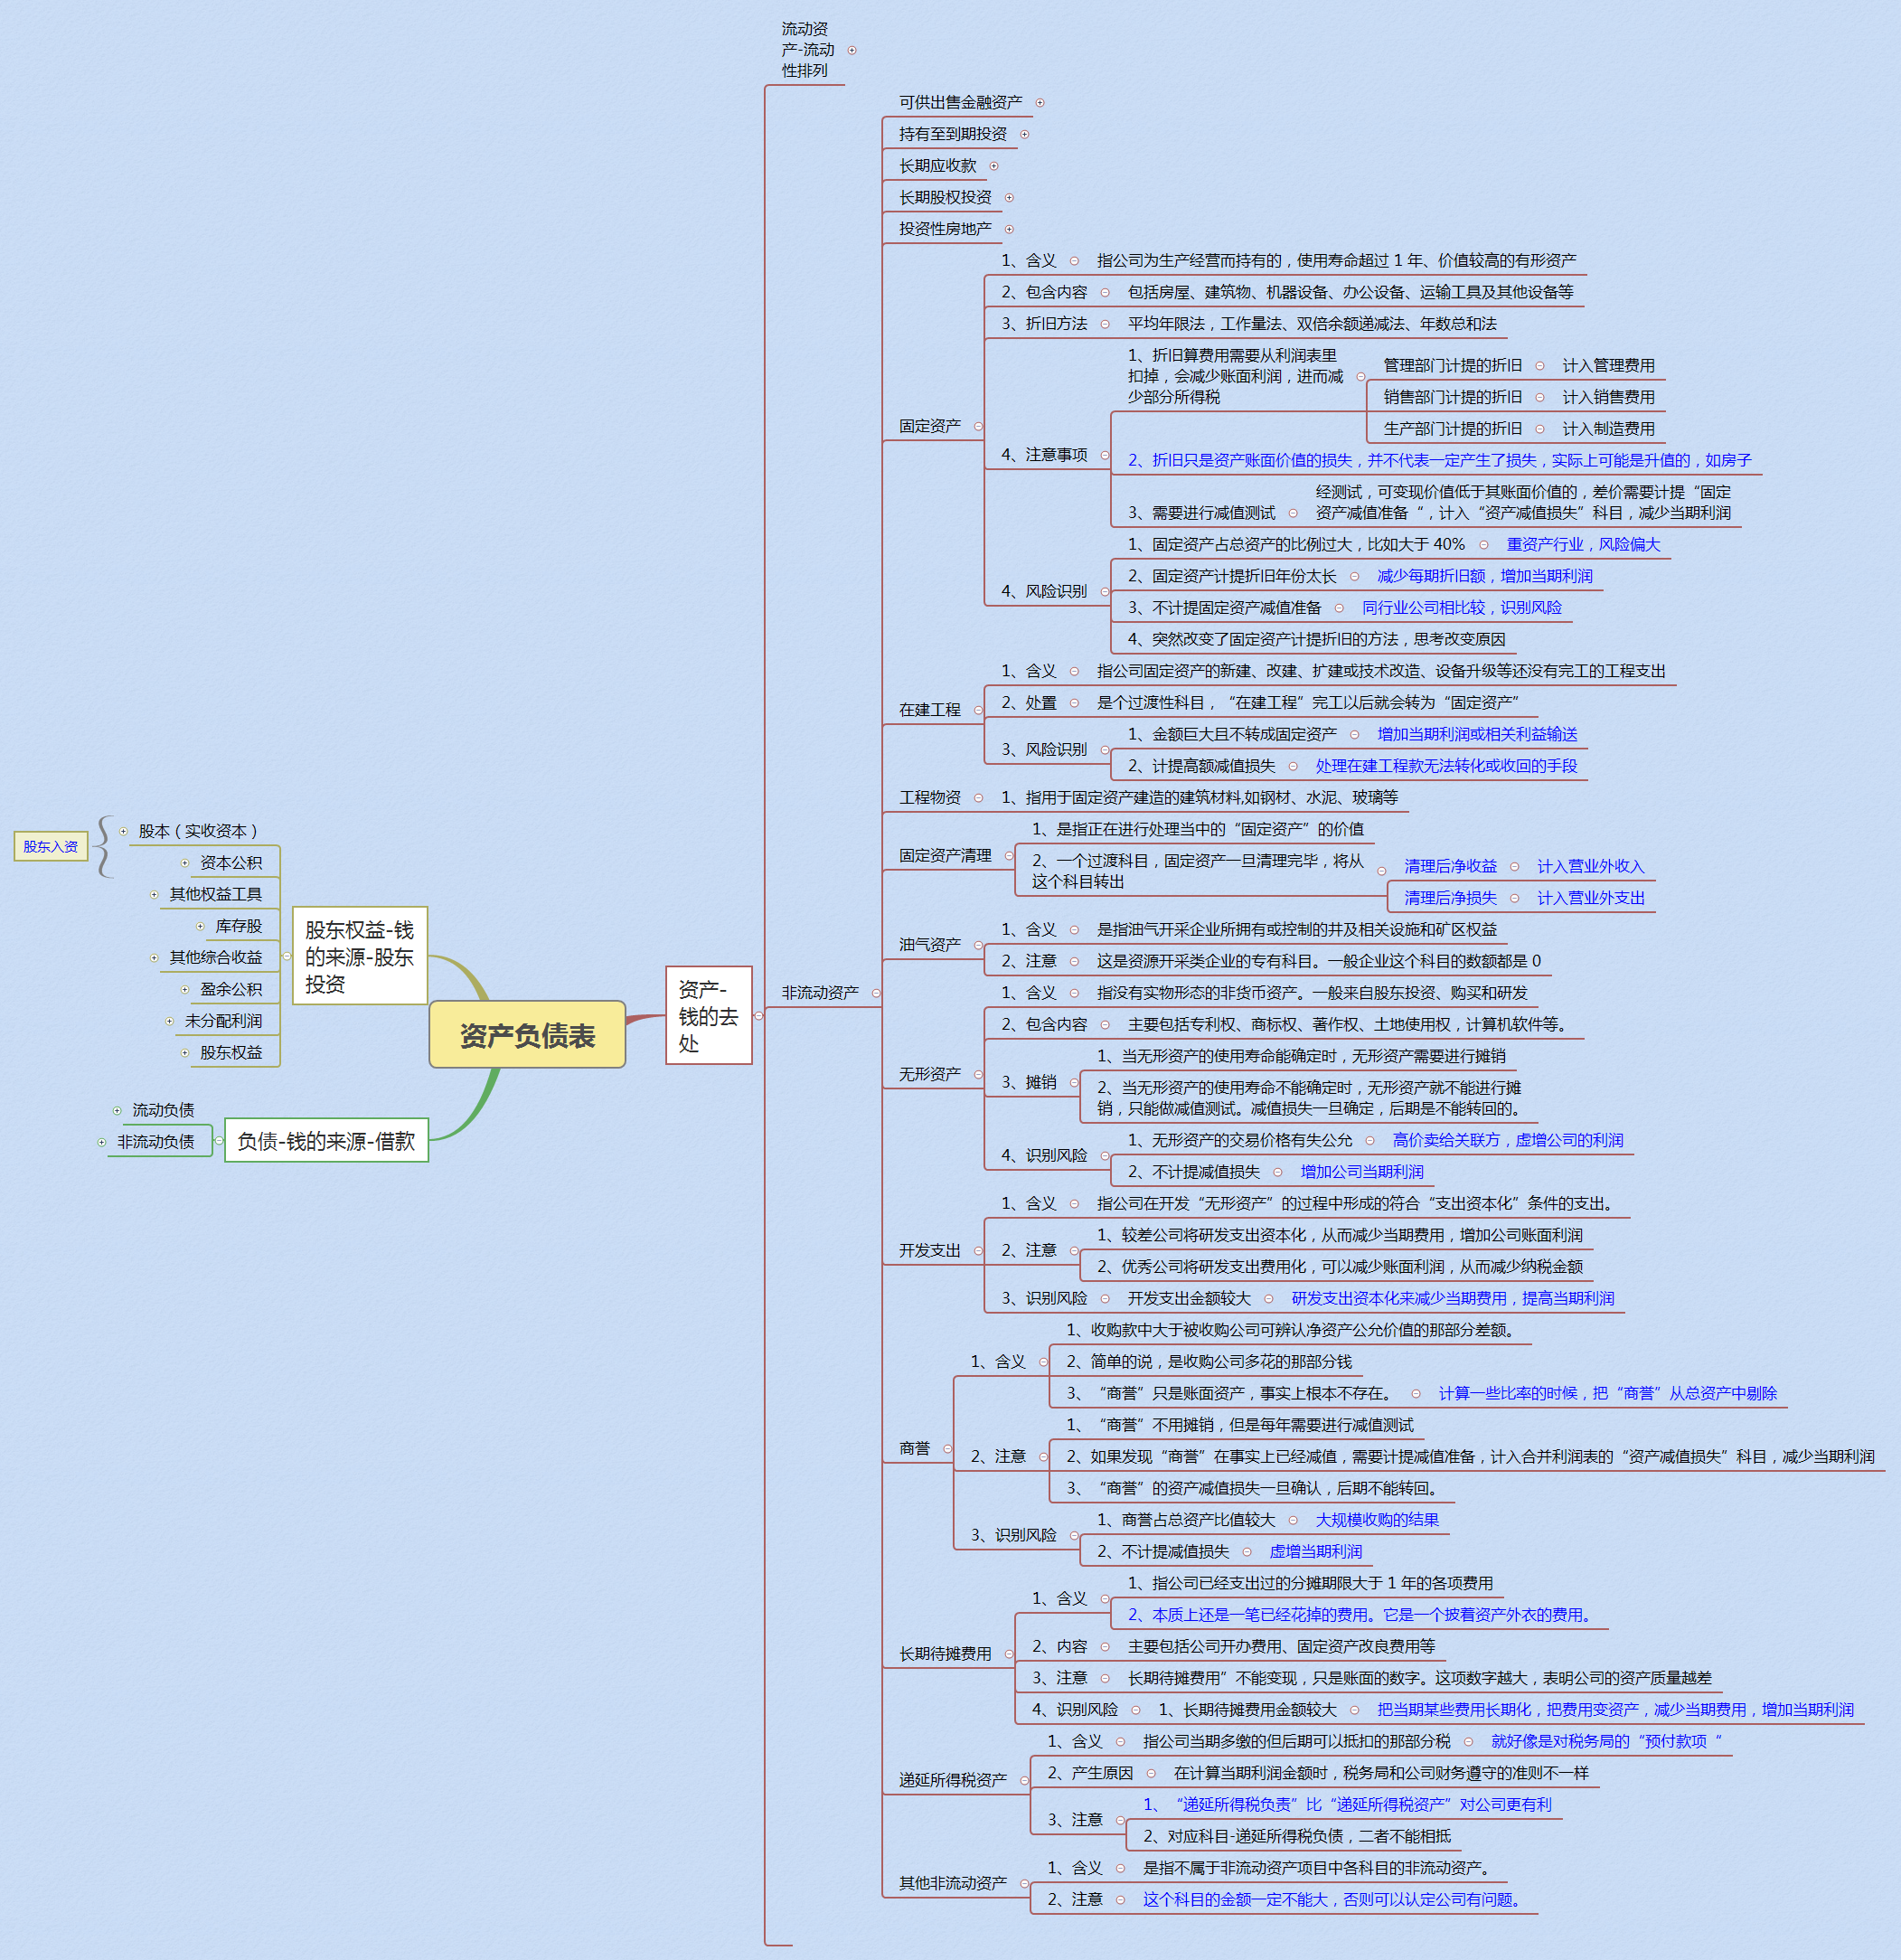 资产负债表
股东入资
股东权益-钱
的来源-股东
投资
股本（实收资本）
资本公积
其他权益工具
库存股
其他综合收益
盈余公积
未分配利润
股东权益
负债-钱的来源-借款
流动负债
非流动负债
资产-
钱的去
处
流动资
产-流动
性排列
非流动资产
可供出售金融资产
持有至到期投资
长期应收款
长期股权投资
投资性房地产
固定资产
1、含义 指公司为生产经营而持有的，使用寿命超过 1 年、价值较高的有形资产
2、包含内容 包括房屋、建筑物、机器设备、办公设备、运输工具及其他设备等
3、折旧方法 平均年限法，工作量法、双倍余额递减法、年数总和法
4、注意事项
1、折旧算费用需要从利润表里
扣掉，会减少账面利润，进而减
少部分所得税
管理部门计提的折旧 计入管理费用
销售部门计提的折旧 计入销售费用
生产部门计提的折旧 计入制造费用
2、折旧只是资产账面价值的损失，并不代表一定产生了损失，实际上可能是升值的，如房子
3、需要进行减值测试
经测试，可变现价值低于其账面价值的，差价需要计提“固定
资产减值准备“，计入“资产减值损失”科目，减少当期利润
4、风险识别
1、固定资产占总资产的比例过大，比如大于 40% 重资产行业，风险偏大
2、固定资产计提折旧年份太长 减少每期折旧额，增加当期利润
3、不计提固定资产减值准备 同行业公司相比较，识别风险
4、突然改变了固定资产计提折旧的方法，思考改变原因
在建工程
1、含义 指公司固定资产的新建、改建、扩建或技术改造、设备升级等还没有完工的工程支出
2、处置 是个过渡性科目，“在建工程”完工以后就会转为“固定资产”
3、风险识别
1、金额巨大且不转成固定资产 增加当期利润或相关利益输送
2、计提高额减值损失 处理在建工程款无法转化或收回的手段
工程物资 1、指用于固定资产建造的建筑材料,如钢材、水泥、玻璃等
固定资产清理
1、是指正在进行处理当中的“固定资产”的价值
2、一个过渡科目，固定资产一旦清理完毕，将从
这个科目转出
清理后净收益 计入营业外收入
清理后净损失 计入营业外支出
油气资产
1、含义 是指油气开采企业所拥有或控制的井及相关设施和矿区权益
2、注意 这是资源开采类企业的专有科目。一般企业这个科目的数额都是 0
无形资产
1、含义 指没有实物形态的非货币资产。一般来自股东投资、购买和研发
2、包含内容 主要包括专利权、商标权、著作权、土地使用权，计算机软件等。
3、摊销
1、当无形资产的使用寿命能确定时，无形资产需要进行摊销
2、当无形资产的使用寿命不能确定时，无形资产就不能进行摊
销，只能做减值测试。减值损失一旦确定，后期是不能转回的。
4、识别风险
1、无形资产的交易价格有失公允 高价卖给关联方，虚增公司的利润
2、不计提减值损失 增加公司当期利润
开发支出
1、含义 指公司在开发“无形资产”的过程中形成的符合“支出资本化”条件的支出。
2、注意
1、较差公司将研发支出资本化，从而减少当期费用，增加公司账面利润
2、优秀公司将研发支出费用化，可以减少账面利润，从而减少纳税金额
3、识别风险 开发支出金额较大 研发支出资本化来减少当期费用，提高当期利润
商誉
1、含义
1、收购款中大于被收购公司可辨认净资产公允价值的那部分差额。
2、简单的说，是收购公司多花的那部分钱
3、“商誉”只是账面资产，事实上根本不存在。 计算一些比率的时候，把“商誉”从总资产中剔除
2、注意
1、“商誉”不用摊销，但是每年需要进行减值测试
2、如果发现“商誉”在事实上已经减值，需要计提减值准备，计入合并利润表的“资产减值损失”科目，减少当期利润
3、“商誉”的资产减值损失一旦确认，后期不能转回。
3、识别风险
1、商誉占总资产比值较大 大规模收购的结果
2、不计提减值损失 虚增当期利润
长期待摊费用
1、含义
1、指公司已经支出过的分摊期限大于 1 年的各项费用
2、本质上还是一笔已经花掉的费用。它是一个披着资产外衣的费用。
2、内容 主要包括公司开办费用、固定资产改良费用等
3、注意 长期待摊费用”不能变现，只是账面的数字。这项数字越大，表明公司的资产质量越差
4、识别风险 1、长期待摊费用金额较大 把当期某些费用长期化，把费用变资产，减少当期费用，增加当期利润
递延所得税资产
1、含义 指公司当期多缴的但后期可以抵扣的那部分税 就好像是对税务局的“预付款项“
2、产生原因 在计算当期利润金额时，税务局和公司财务遵守的准则不一样
3、注意
1、“递延所得税负责”比“递延所得税资产”对公司更有利
2、对应科目-递延所得税负债，二者不能相抵
其他非流动资产
1、含义 是指不属于非流动资产项目中各科目的非流动资产。
2、注意 这个科目的金额一定不能大，否则可以认定公司有问题。